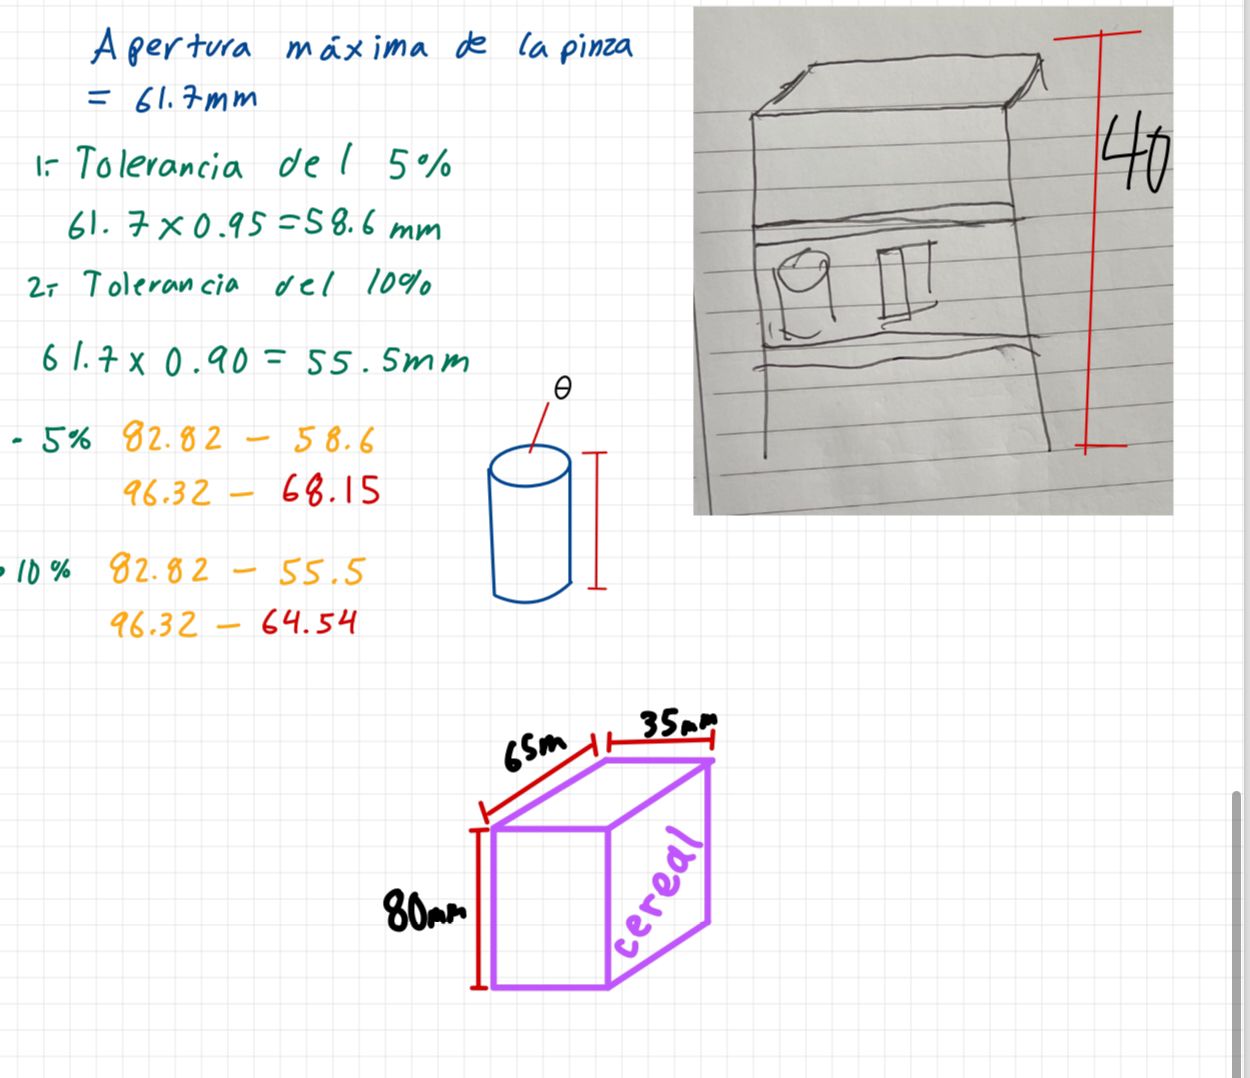 Apertura máxima de la pinza
= 61.7mm
1.- Tolerancia del 5%
61.7 x 0.95 = 58.6 mm
2.- Tolerancia del 10%
61.7 x 0.90 = 55.5mm
- 5% 82.82 - 58.6
96.32 - 68.15
• 10% 82.82 - 55.5
96.32 - 64.54
θ
40
65m
35mm
80mm
cereal